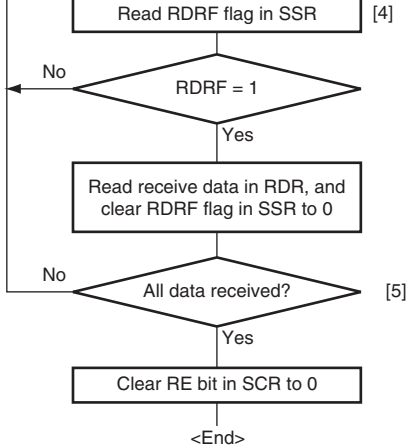 Read RDRF flag in SSR [4]
No
RDRF = 1
Yes
Read receive data in RDR, and
clear RDRF flag in SSR to 0
No
All data received? [5]
Yes
Clear RE bit in SCR to 0
<End>